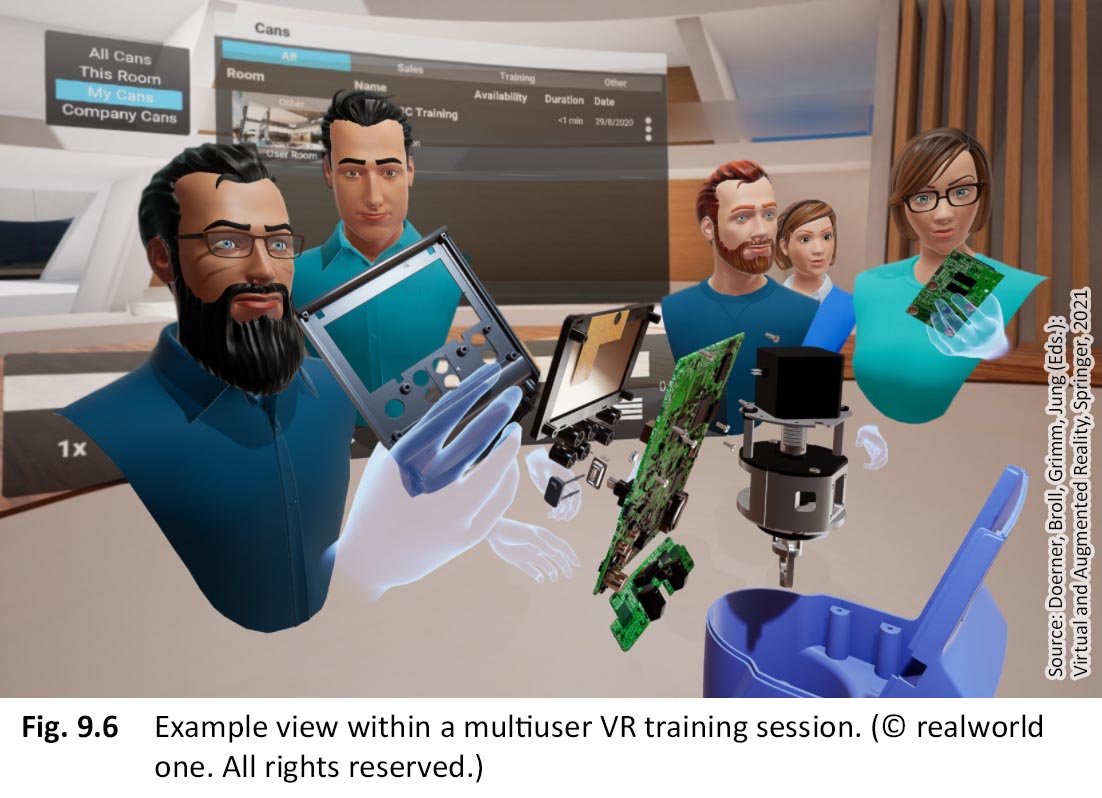 All Cans
This Room
My Cans
Company Cans
Cans
All
Sales
Training
Other
Room
Name
Availability
Duration
Date
Other
C Training
<1 min
29/8/2020
User Room
1x
Source: Doerner, Broll, Grimm, Jung (Eds.):
Virtual and Augmented Reality, Springer, 2021
Fig. 9.6 Example view within a multiuser VR training session. (© realworld
one. All rights reserved.)